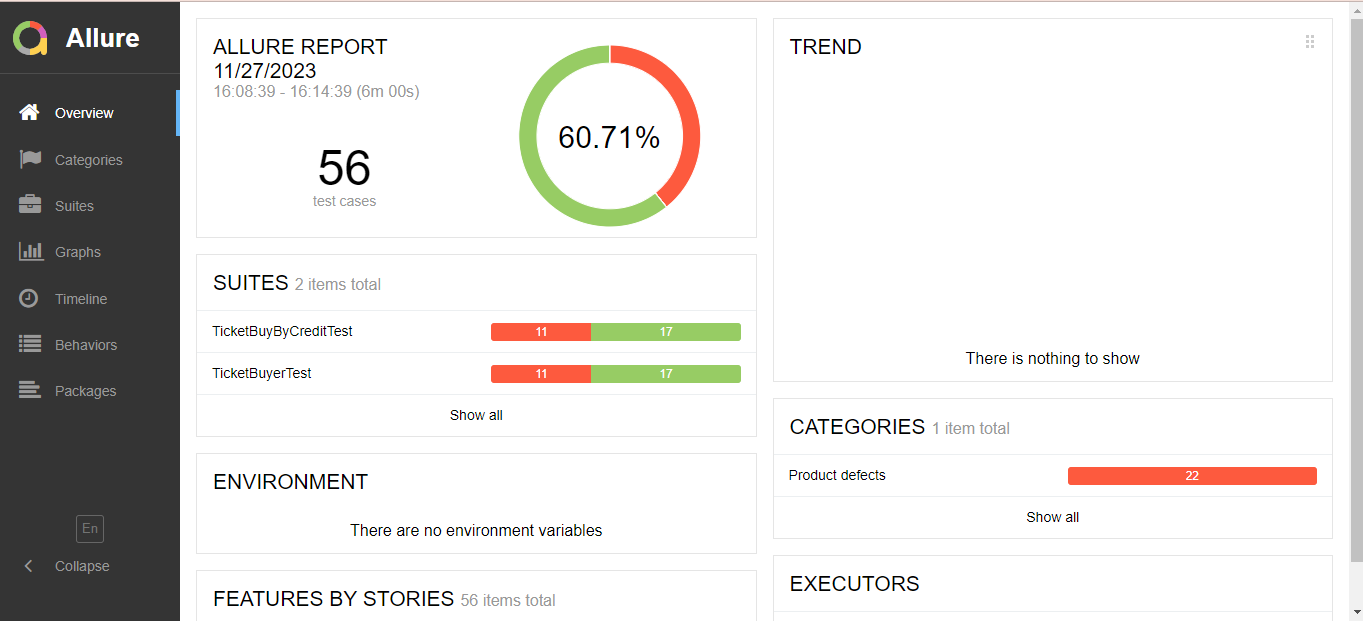 Allure
Overview
Categories
Suites
Graphs
Timeline
Behaviors
Packages
En
Collapse
ALLURE REPORT
11/27/2023
16:08:39 - 16:14:39 (6m 00s)
56
test cases
60.71%
SUITES 2 items total
TicketBuyByCreditTest 11 17
TicketBuyerTest 11 17
Show all
ENVIRONMENT
There are no environment variables
FEATURES BY STORIES 56 items total
TREND
There is nothing to show
CATEGORIES 1 item total
Product defects 22
Show all
EXECUTORS